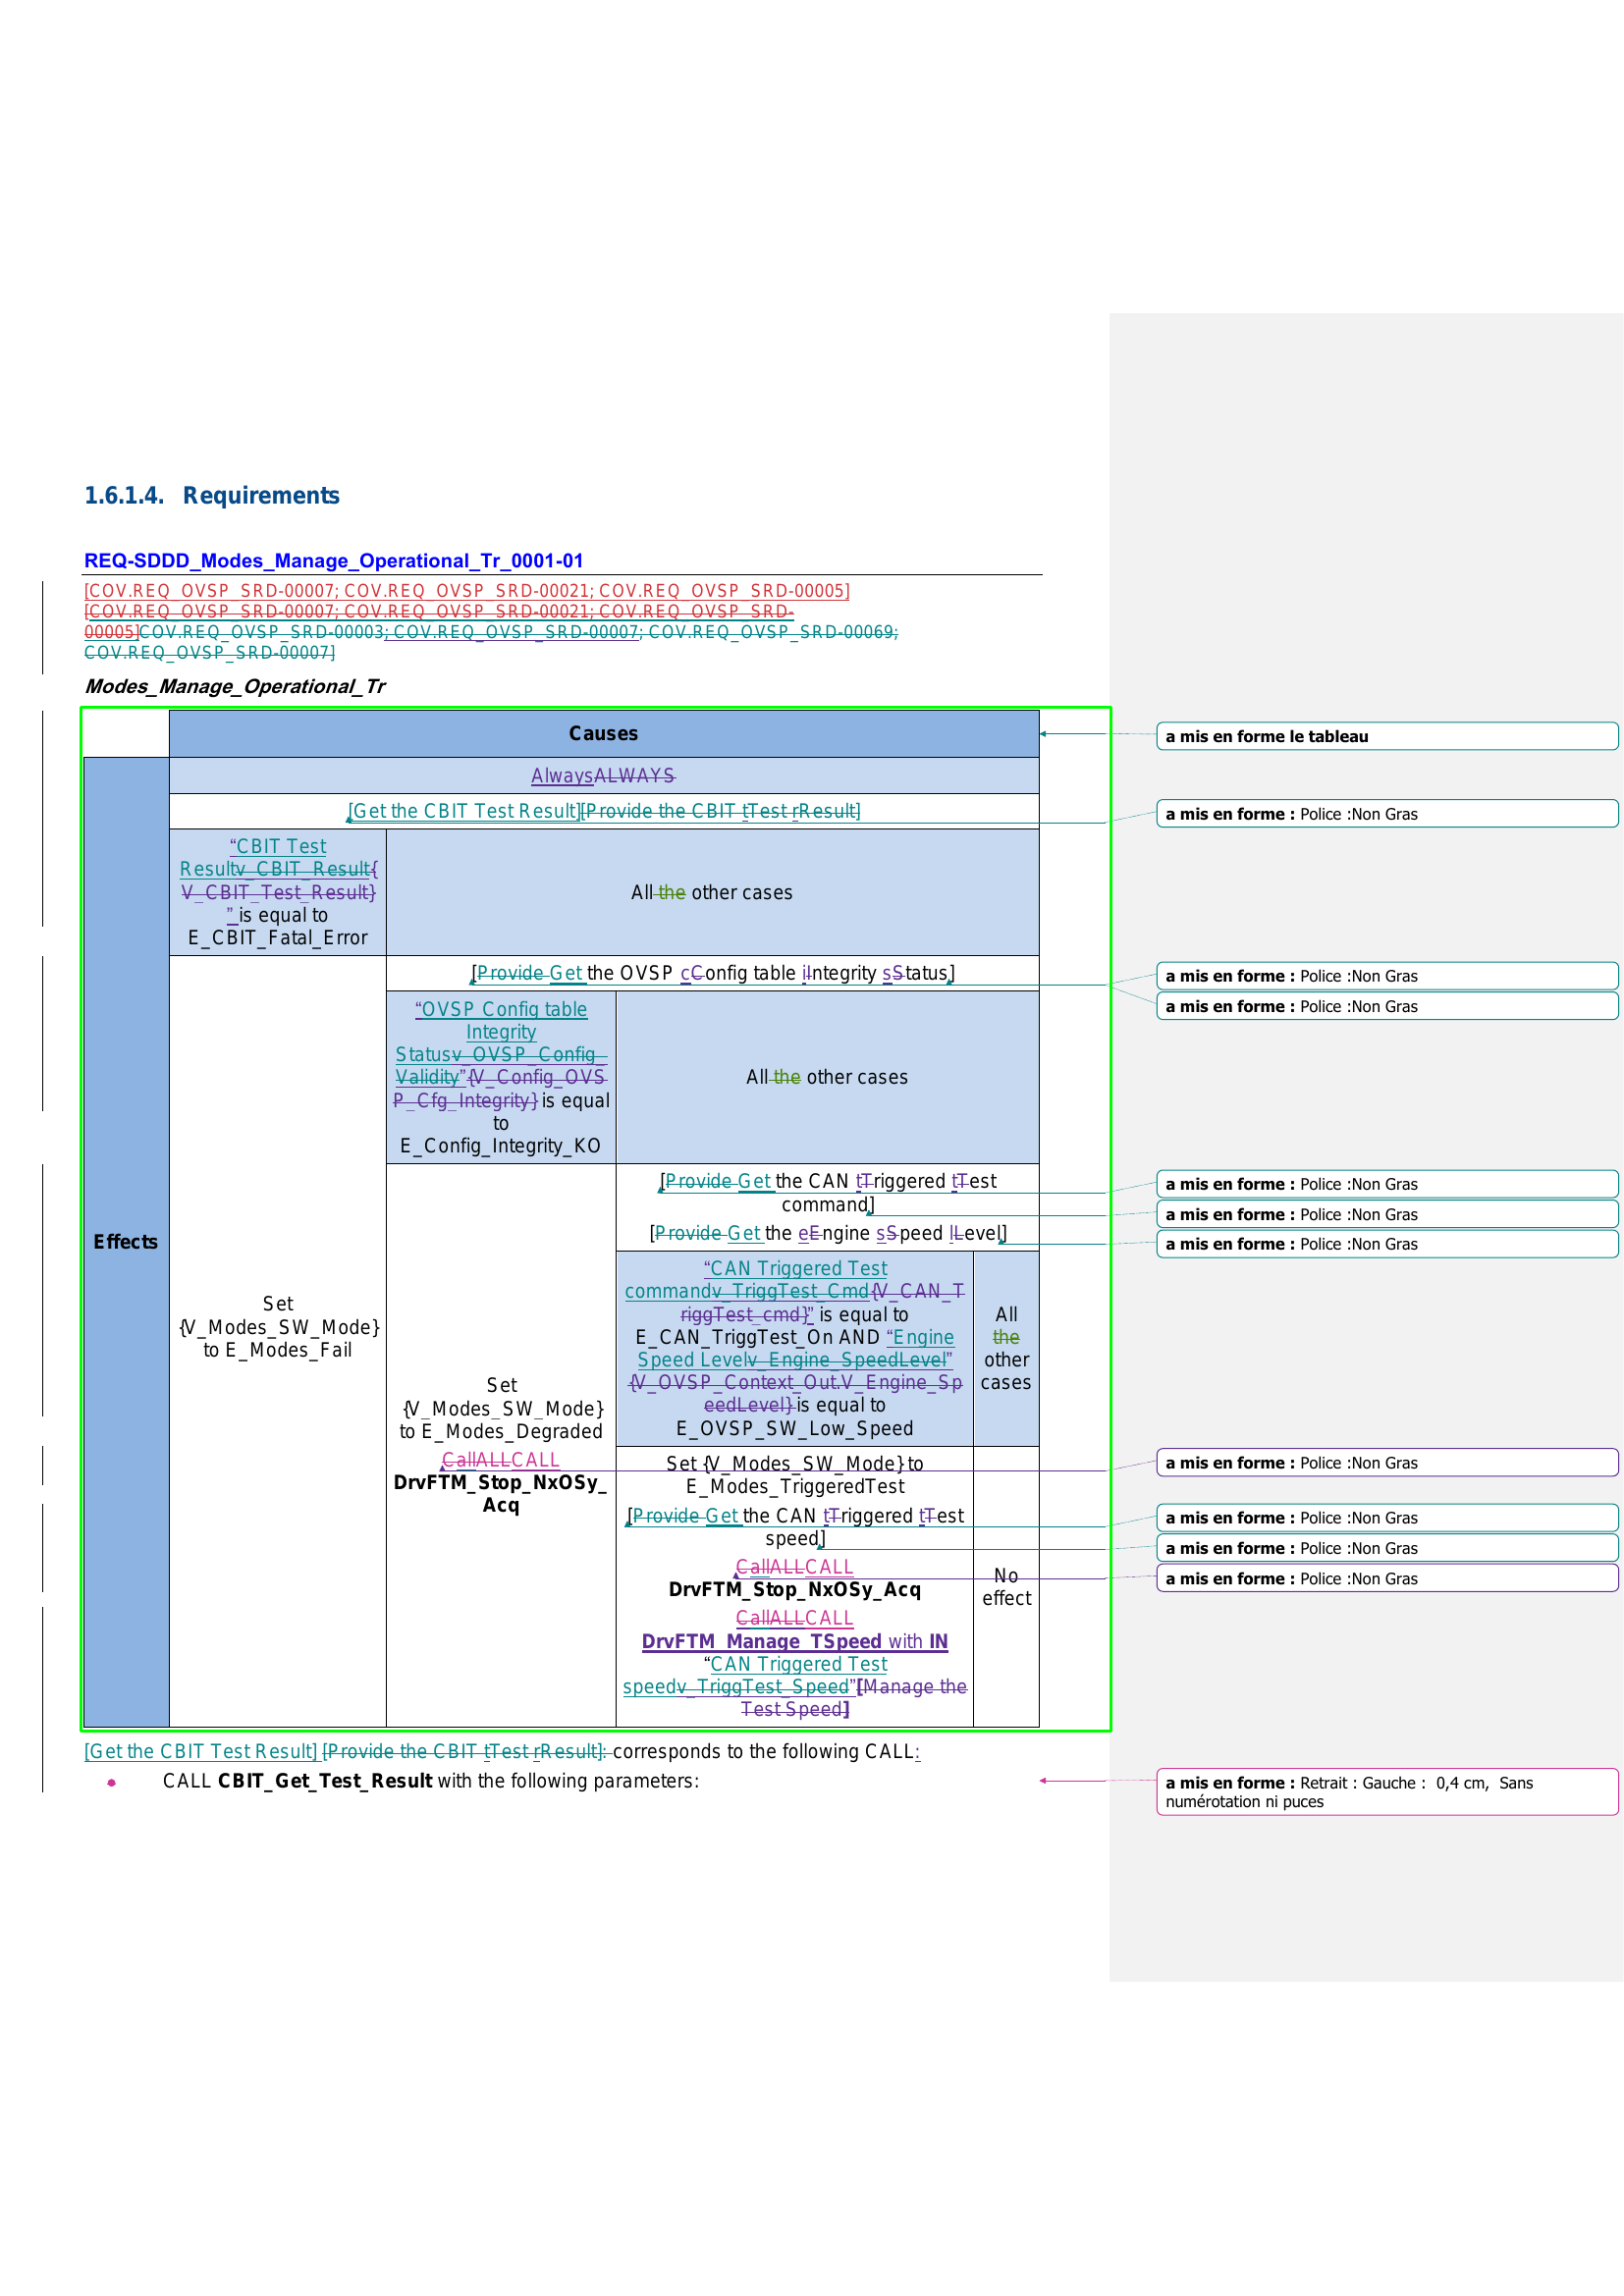 1.6.1.4. Requirements
REQ-SDDD_Modes_Manage_Operational_Tr_0001-01
[COV.REQ_OVSP_SRD-00007; COV.REQ_OVSP_SRD-00021; COV.REQ_OVSP_SRD-00005]
[COV.REQ_OVSP_SRD-00007; COV.REQ_OVSP_SRD-00021; COV.REQ_OVSP_SRD-
00005]COV.REQ_OVSP_SRD-00003; COV.REQ_OVSP_SRD-00007; COV.REQ_OVSP_SRD-00069;
COV.REQ_OVSP_SRD-00007]
Modes_Manage_Operational_Tr
Causes
a mis en forme le tableau
Effects
AlwaysALWAYS
[Get the CBIT Test Result][Provide the CBIT tTest rResult]
a mis en forme : Police :Non Gras
“CBIT Test
Resultv_CBIT_Result{
V_CBIT_Test_Result}
” is equal to
E_CBIT_Fatal_Error
All the other cases
[Provide Get the OVSP cConfig table iIntegrity sStatus]
a mis en forme : Police :Non Gras
a mis en forme : Police :Non Gras
“OVSP Config table
Integrity
Statusv_OVSP_Config_
Validity”{V_Config_OVS
P_Cfg_Integrity} is equal
to
E_Config_Integrity_KO
All the other cases
[Provide Get the CAN tTriggered tTest
command]
[Provide Get the eEngine sSpeed lLevel]
a mis en forme : Police :Non Gras
a mis en forme : Police :Non Gras
a mis en forme : Police :Non Gras
“CAN Triggered Test
commandv_TriggTest_Cmd{V_CAN_T
riggTest_cmd}” is equal to
E_CAN_TriggTest_On AND “Engine
Speed Levelv_Engine_SpeedLevel”
{V_OVSP_Context_Out.V_Engine_Sp
eedLevel} is equal to
E_OVSP_SW_Low_Speed
All
the
other
cases
Set
{V_Modes_SW_Mode}
to E_Modes_Fail
Set
{V_Modes_SW_Mode}
to E_Modes_Degraded
CallALLCALL
DrvFTM_Stop_NxOSy_
Acq
Set {V_Modes_SW_Mode} to
E_Modes_TriggeredTest
[Provide Get the CAN tTriggered tTest
speed]
CallALLCALL
DrvFTM_Stop_NxOSy_Acq
CallALLCALL
DrvFTM_Manage_TSpeed with IN
“CAN Triggered Test
speedv_TriggTest_Speed”[Manage the
Test Speed]
No
effect
a mis en forme : Police :Non Gras
a mis en forme : Police :Non Gras
a mis en forme : Police :Non Gras
a mis en forme : Police :Non Gras
[Get the CBIT Test Result] [Provide the CBIT tTest rResult]: corresponds to the following CALL:
● CALL CBIT_Get_Test_Result with the following parameters:
a mis en forme : Retrait : Gauche : 0,4 cm, Sans
numérotation ni puces